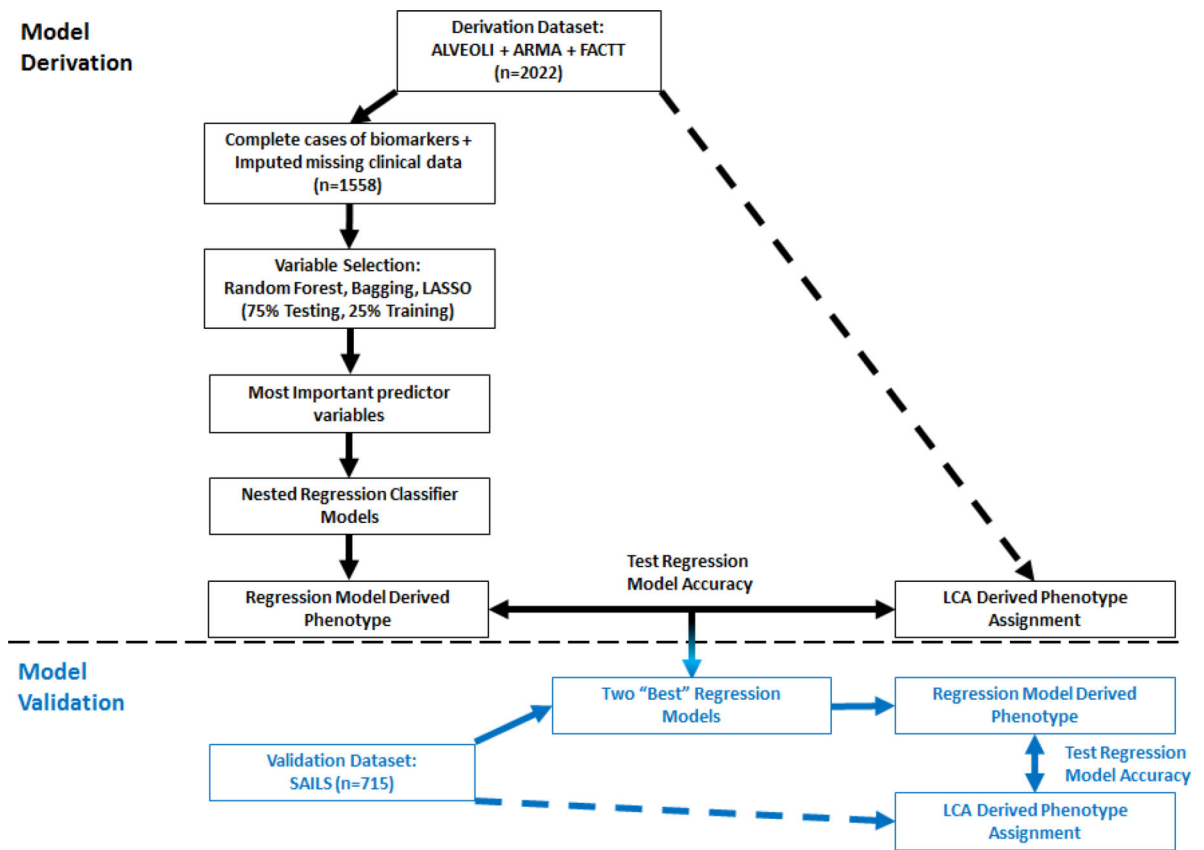 Model
Derivation
Derivation Dataset:
ALVEOLI + ARMA + FACTT
(n=2022)
Complete cases of biomarkers +
Imputed missing clinical data
(n=1558)
Variable Selection:
Random Forest, Bagging, LASSO
(75% Testing, 25% Training)
Most Important predictor
variables
Nested Regression Classifier
Models
Test Regression
Model Accuracy
Regression Model Derived
Phenotype
LCA Derived Phenotype
Assignment
Model
Validation
Two “Best” Regression
Models
Regression Model Derived
Phenotype
Validation Dataset:
SAILS (n=715)
Test Regression
Model Accuracy
LCA Derived Phenotype
Assignment